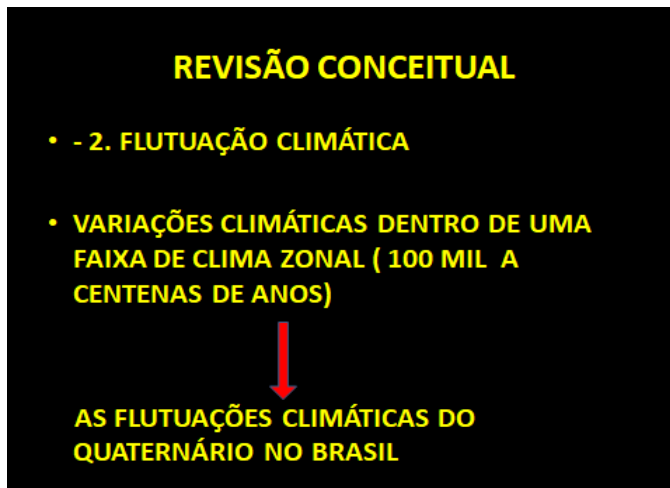 REVISÃO CONCEITUAL
• - 2. FLUTUAÇÃO CLIMÁTICA
• VARIAÇÕES CLIMÁTICAS DENTRO DE UMA
FAIXA DE CLIMA ZONAL ( 100 MIL A
CENTENAS DE ANOS)
AS FLUTUAÇÕES CLIMÁTICAS DO
QUATERNÁRIO NO BRASIL